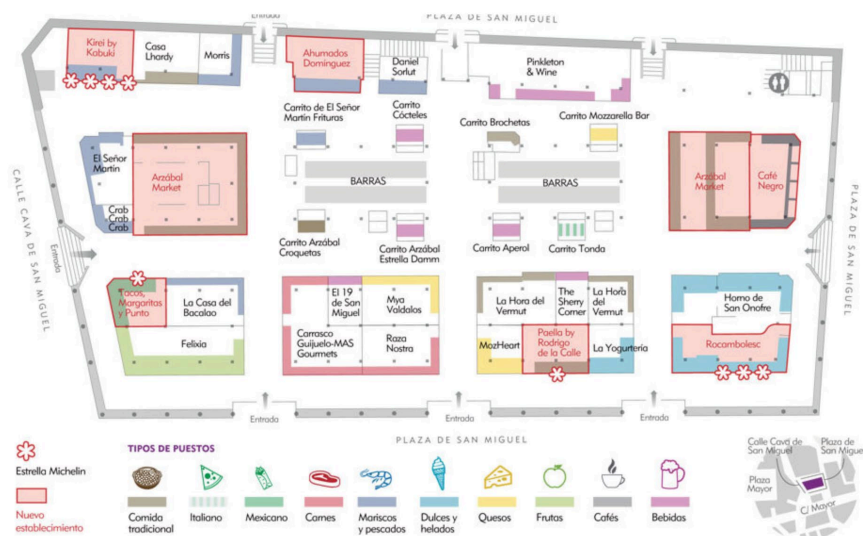 PLAZA DE SAN MIGUEL
Entrada
Kirei by
Kabuki
Casa
Lhardy
Morris
Ahumados
Domínguez
Daniel
Sorlut
Pinkleton
& Wine
Carrito de El Señor
Martín Frituras
Carrito
Cócteles
Carrito Brochetas
Carrito Mozzarella Bar
El Señor
Martín
Crab
Crab
Crab
Arzábal
Market
BARRAS
BARRAS
Arzábal
Market
Café
Negro
CALLE CAVA DE SAN MIGUEL
Entrada
PLAZA DE SAN MIGUEL
Carrito Arzábal
Croquetas
Carrito Arzábal
Estrella Damm
Carrito Aperol
Carrito Tonda
Tacos,
Margaritas
y Punto
La Casa del
Bacalao
Felixia
El 19
de San
Miguel
Mya
Valdalos
Carrasco
Guijuelo-MAS
Gourmets
Raza
Nostra
La Hora del
Vermut
The
Sherry
Corner
La Hora
del
Vermut
MozHeart
Paella by
Rodrigo
de la Calle
La Yogurtería
Horno de
San Onofre
Rocambolesc
Entrada
Entrada
Entrada
PLAZA DE SAN MIGUEL
Estrella Michelin
Nuevo
establecimiento
TIPOS DE PUESTOS
Comida
tradicional
Italiano
Mexicano
Carnes
Mariscos
y pescados
Dulces y
helados
Quesos
Frutas
Cafés
Bebidas
Calle Cava de
San Miguel
Plaza de
San Migue
Plaza
Mayor
C/ Mayor